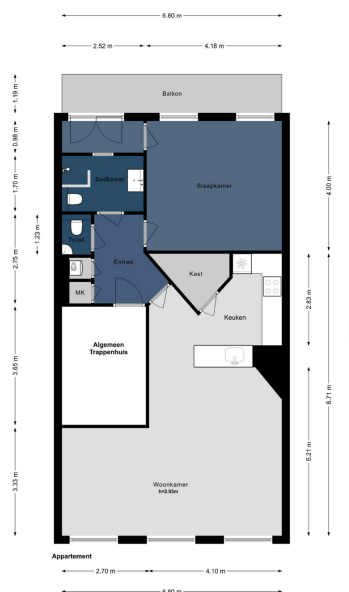 6.80 m
2.52 m
4.18 m
1.19 m
Balkon
0.98 m
1.70 m
Badkamer
Slaapkamer
4.00 m
1.23 m
Toilet
2.75 m
Entree
Kast
MK
Keuken
2.83 m
Algemeen
Trappenhuis
3.65 m
8.71 m
5.21 m
3.33 m
Woonkamer
h=2.93m
Appartement
2.70 m
4.10 m
6.80 m